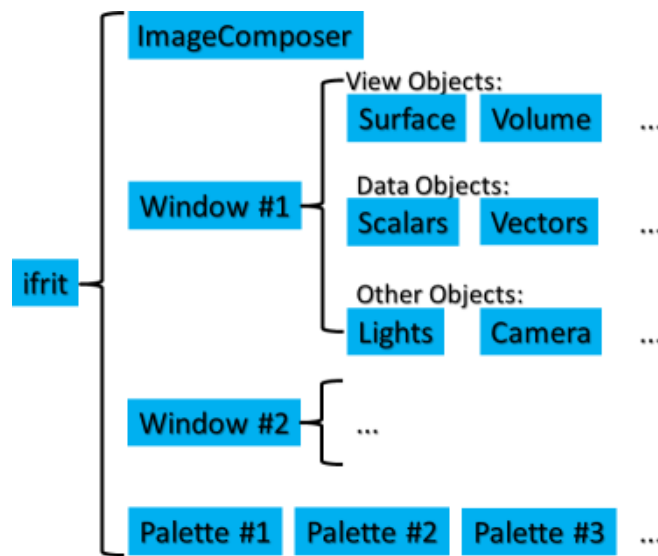 ImageComposer
View Objects:
Surface Volume ...
Window #1
Data Objects:
Scalars Vectors ...
ifrit
Other Objects:
Lights Camera ...
Window #2 ...
Palette #1 Palette #2 Palette #3 ...